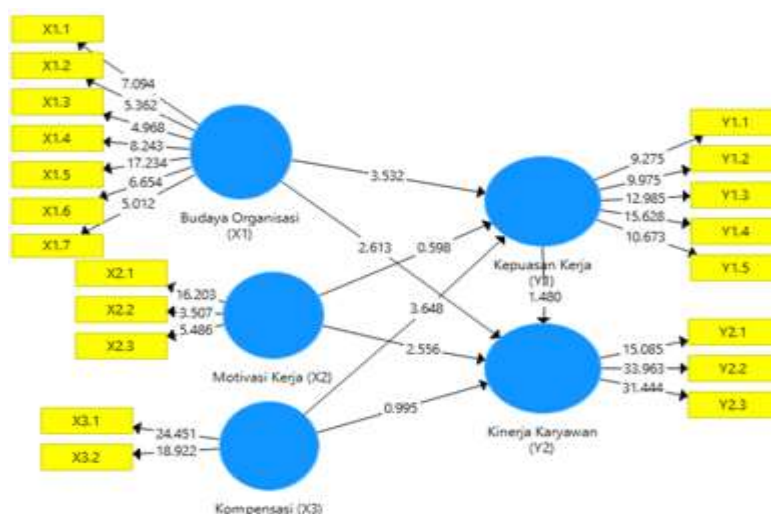 X1.1
X1.2
X1.3
X1.4
X1.5
X1.6
X1.7
7.094
5.362
4.968
8.243
17.234
6.654
5.012
Budaya Organisasi
(X1)
X2.1
X2.2
X2.3
16.203
3.507
5.486
Motivasi Kerja (X2)
X3.1
X3.2
24.451
18.922
Kompensasi (X3)
3.532
2.613
0.598
3.648
2.556
0.995
1.480
Kepuasan Kerja
(Y1)
9.275
9.975
12.985
15.628
10.673
Y1.1
Y1.2
Y1.3
Y1.4
Y1.5
Kinerja Karyawan
(Y2)
15.085
33.963
31.444
Y2.1
Y2.2
Y2.3